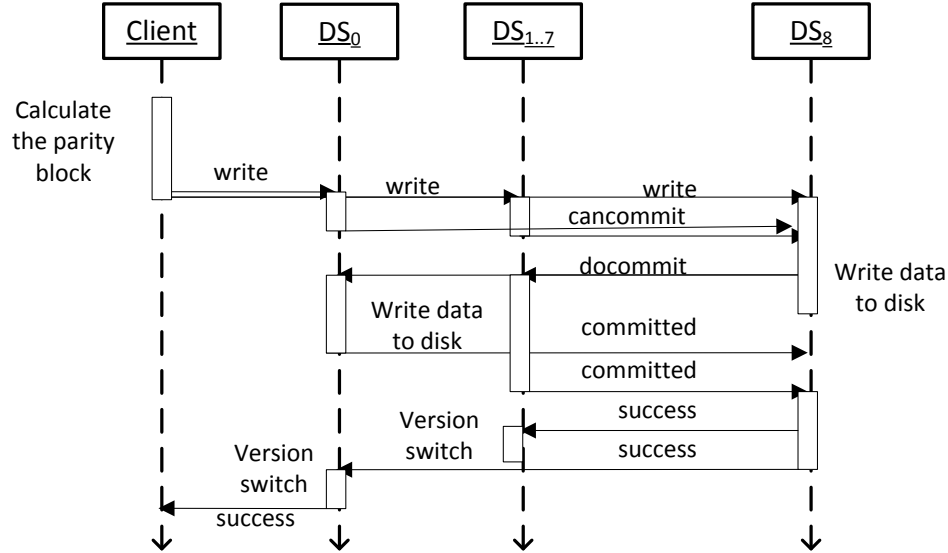 Client
DS0
DS1..7
DS8
Calculate
the parity
block
write
write
write
cancommit
docommit
Write data
to disk
Write data
to disk
committed
committed
success
Version
switch
success
Version
switch
success